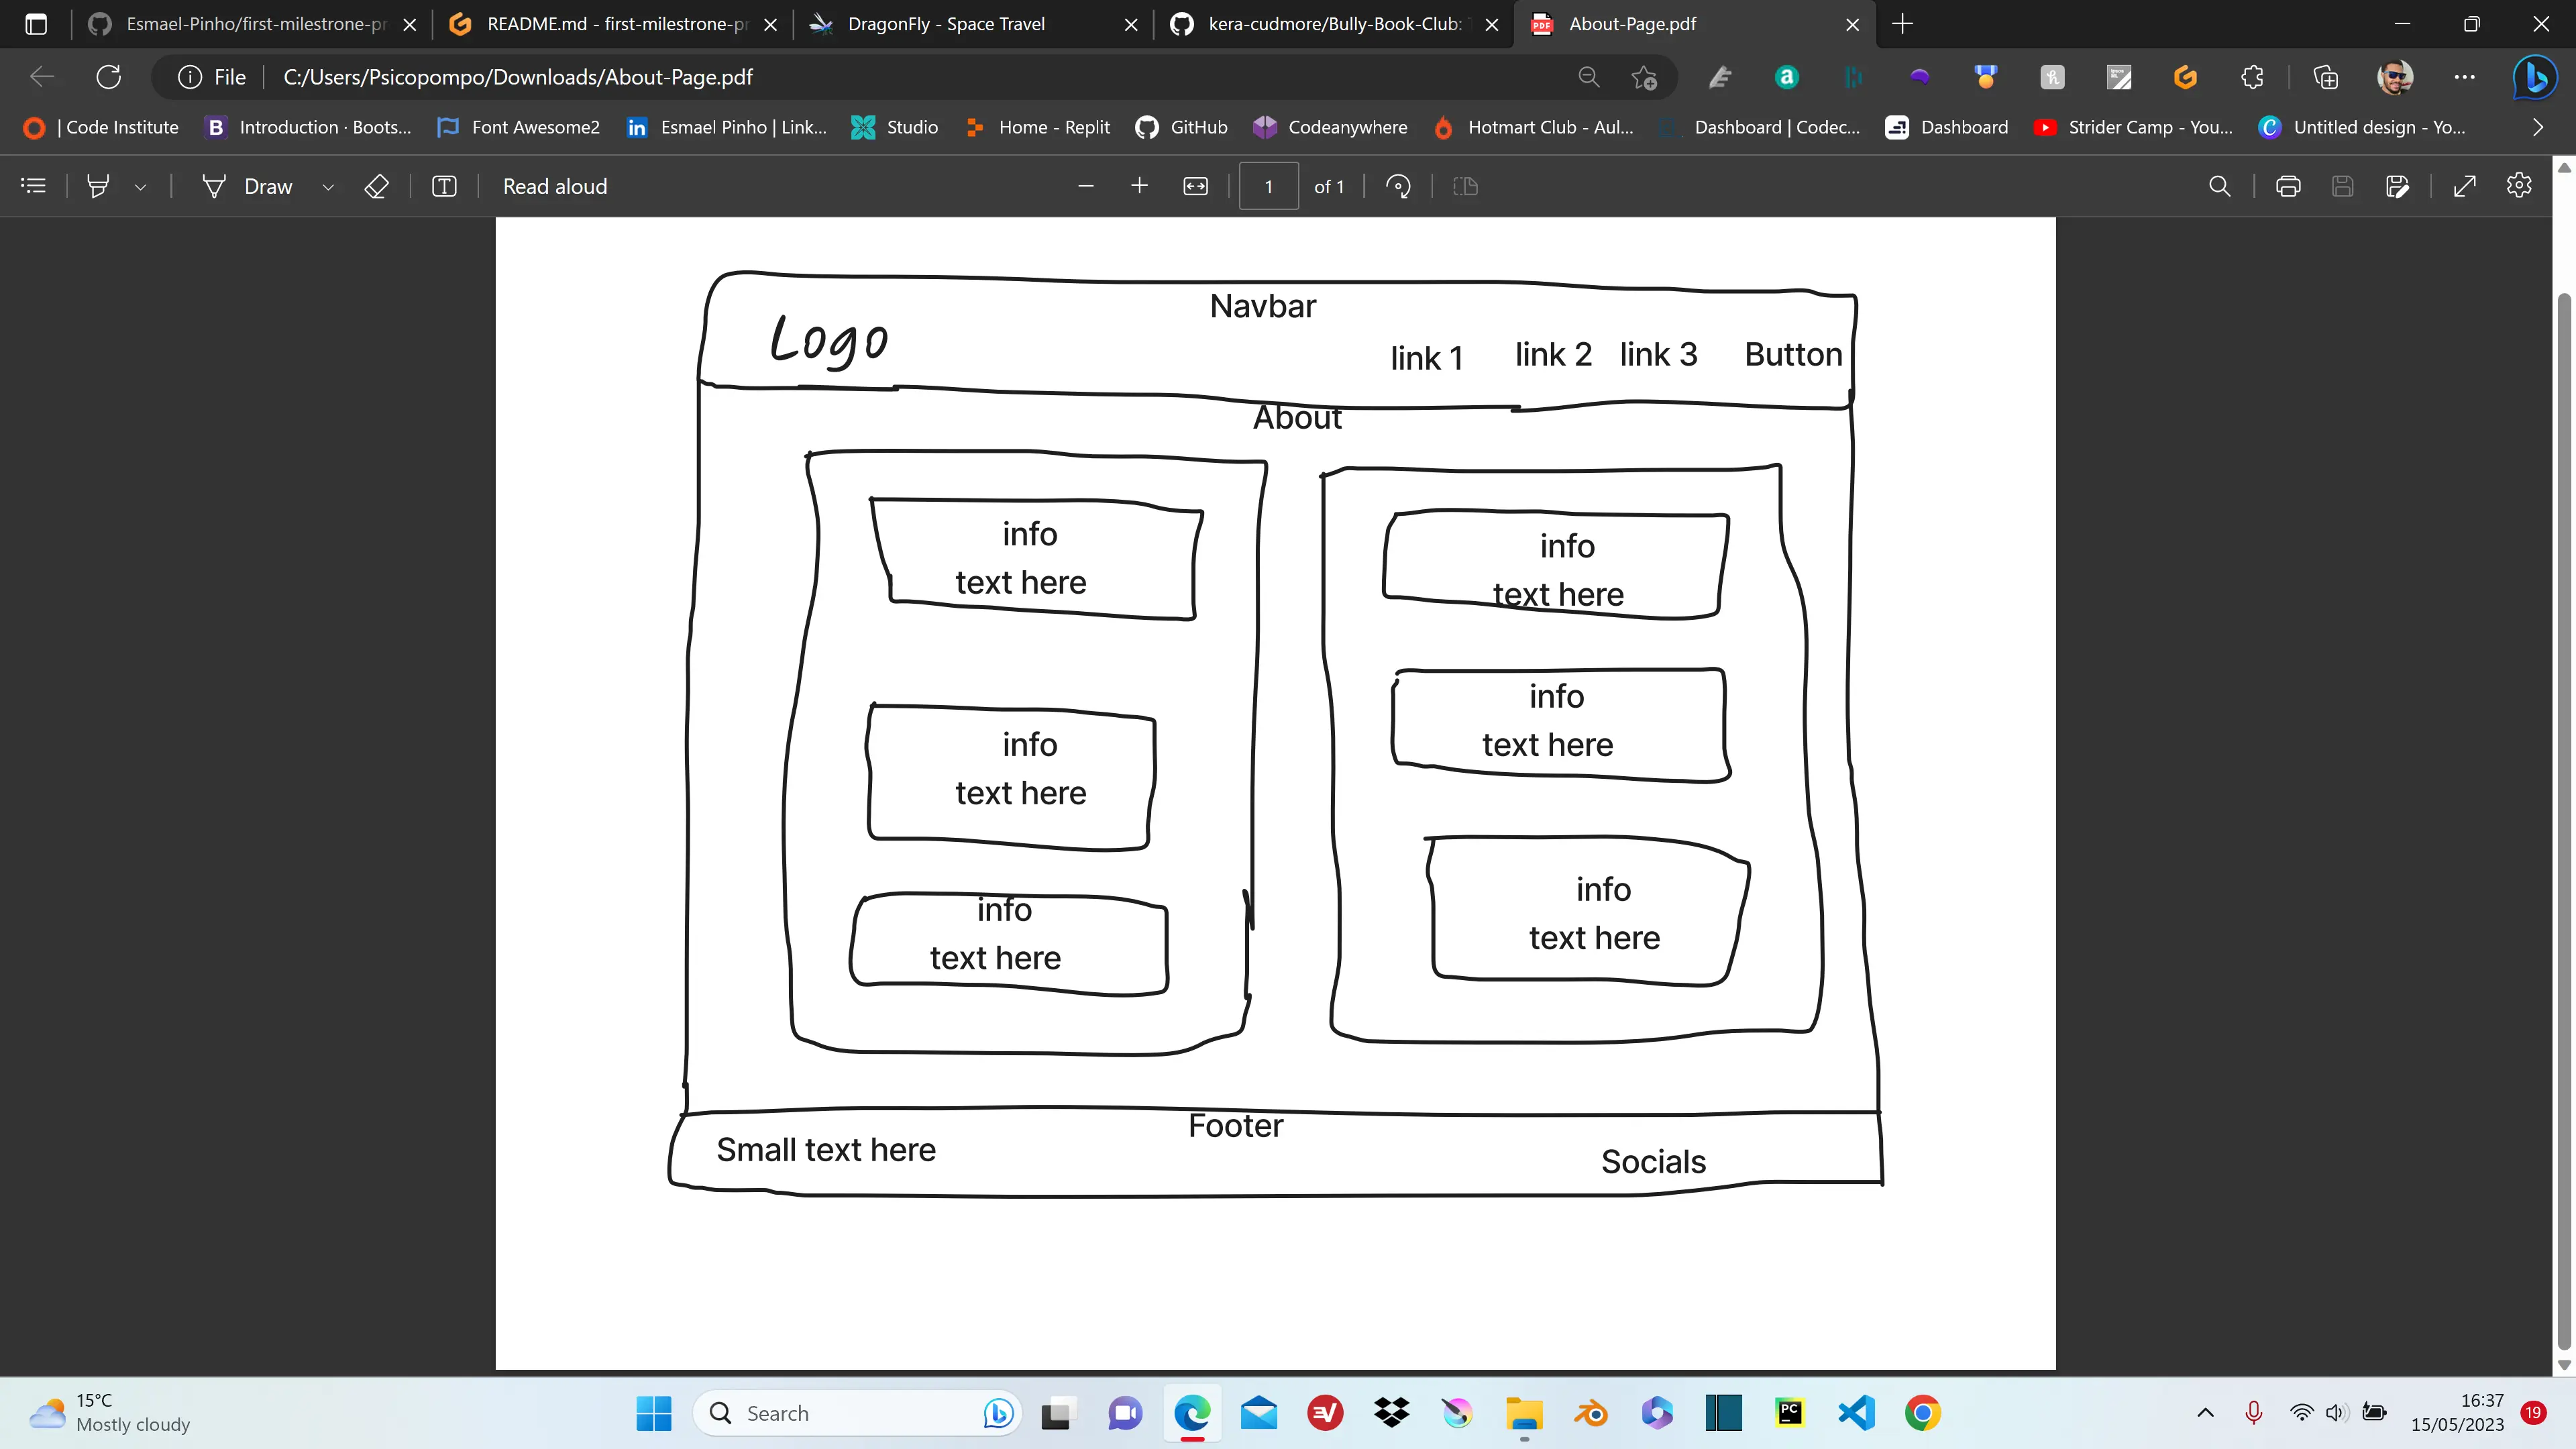 Esmael-Pinho/first-milestrone-pr
README.md - first-milestrone-pr
DragonFly - Space Travel
kera-cudmore/Bully-Book-Club:
About-Page.pdf
File
C:/Users/Psicopompo/Downloads/About-Page.pdf
| Code Institute
Introduction · Boots...
Font Awesome2
Esmael Pinho | Link...
Studio
Home - Replit
GitHub
Codeanywhere
Hotmart Club - Aul...
Dashboard | Codec...
Dashboard
Strider Camp - You...
Untitled design - Yo...
Draw
Read aloud
1
of 1
Navbar
Logo
link 1
link 2
link 3
Button
About
info
text here
info
text here
info
text here
info
text here
info
text here
info
text here
Footer
Small text here
Socials
15°C
Mostly cloudy
Search
16:37
15/05/2023
19